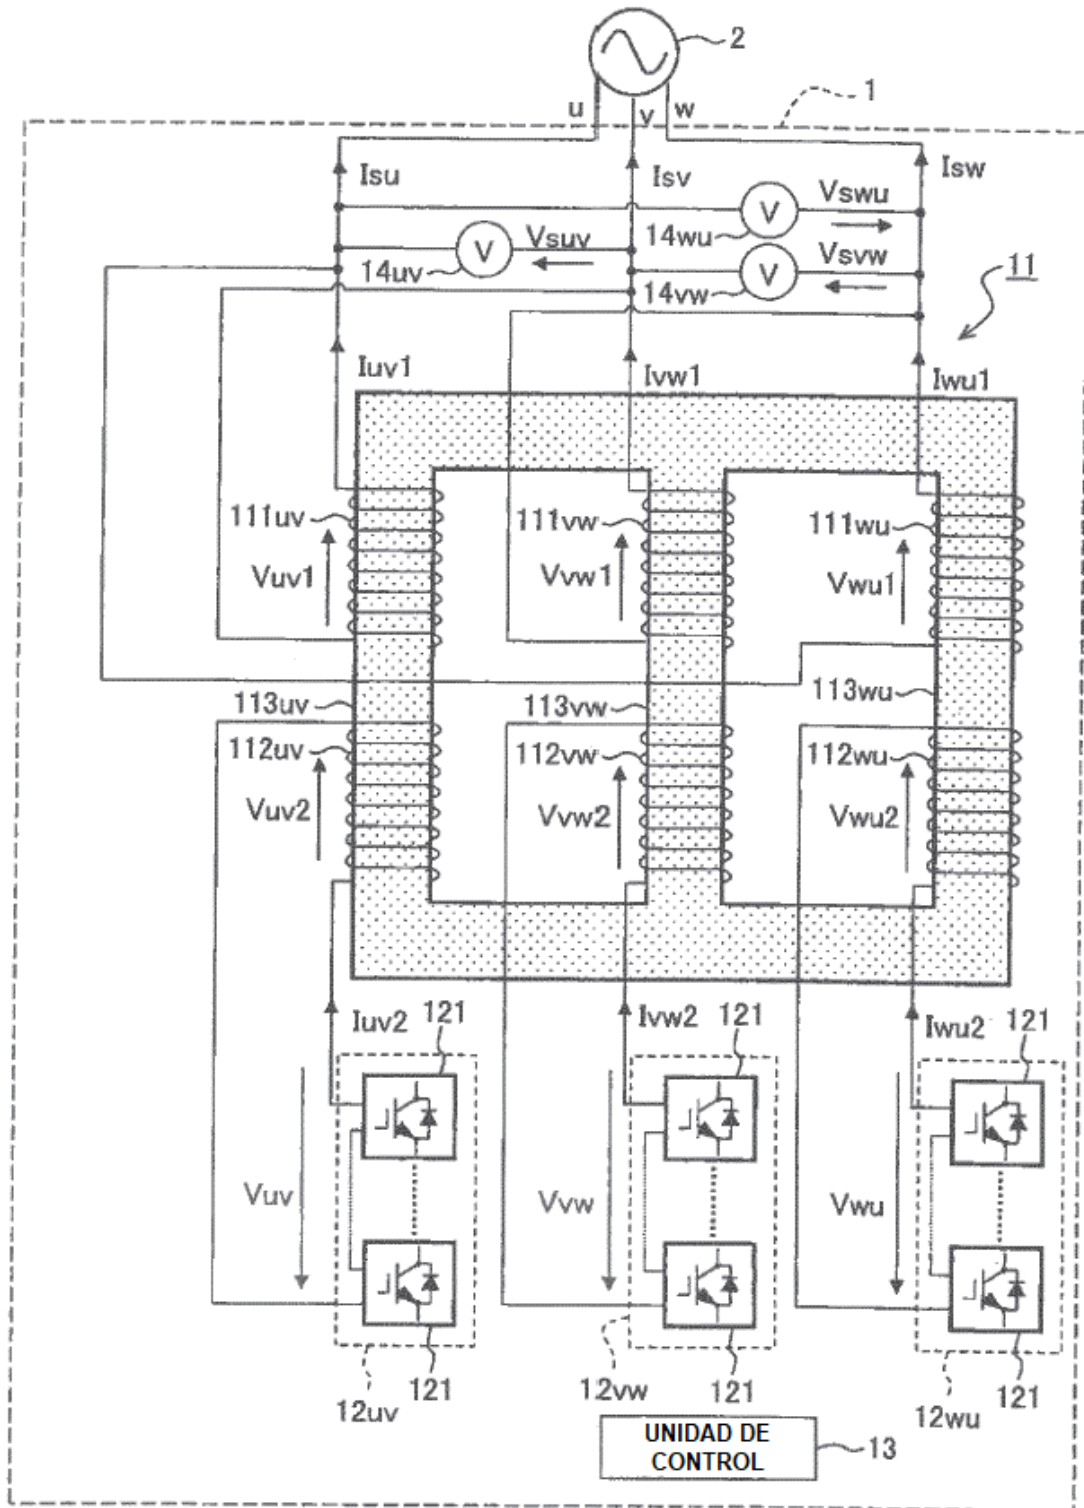 2
u v w
1
Isu Isv Isw
Vswu
V
14wu
Vsuv
V
14uv
Vsvw
V
14vw
11
Iuv1 Ivw1 Iwu1
111uv 111vw 111wu
Vuv1 Vvw1 Vwu1
113uv 113vw 113wu
112uv 112vw 112wu
Vuv2 Vvw2 Vwu2
Iuv2 121 Ivw2 121 Iwu2 121
Vuv Vvw Vwu
121 121 121
12uv 12vw 12wu
UNIDAD DE
CONTROL
13